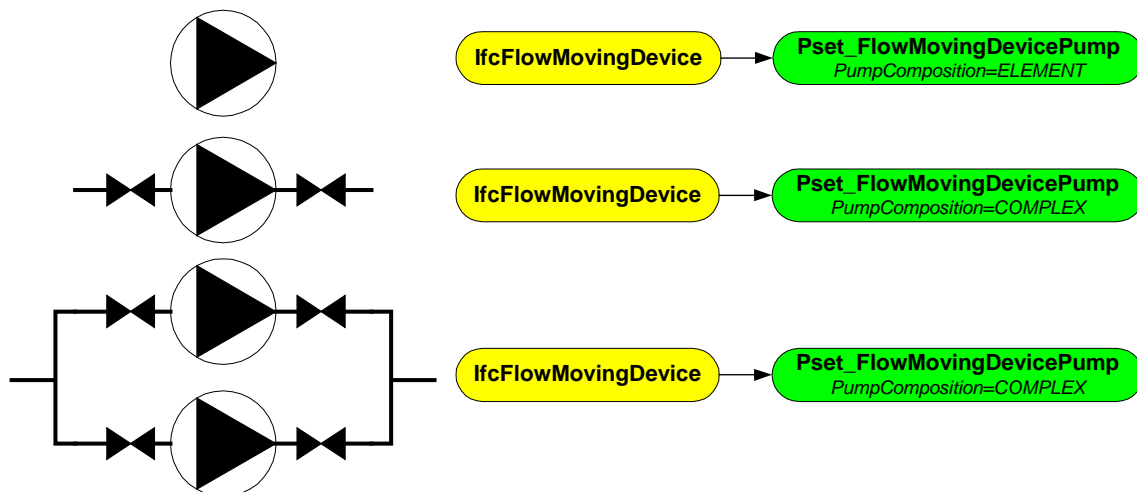 IfcFlowMovingDevice
Pset_FlowMovingDevicePump
PumpComposition=ELEMENT
IfcFlowMovingDevice
Pset_FlowMovingDevicePump
PumpComposition=COMPLEX
IfcFlowMovingDevice
Pset_FlowMovingDevicePump
PumpComposition=COMPLEX